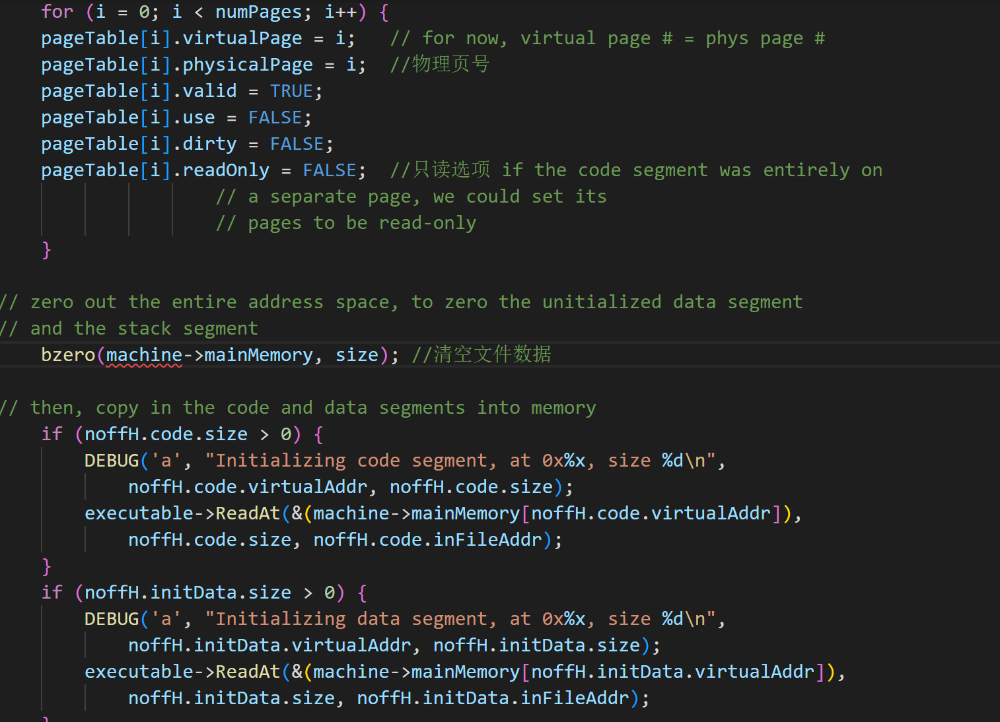 for (i = 0; i < numPages; i++) {
pageTable[i].virtualPage = i;   // for now, virtual page # = phys page #
pageTable[i].physicalPage = i;  //物理页号
pageTable[i].valid = TRUE;
pageTable[i].use = FALSE;
pageTable[i].dirty = FALSE;
pageTable[i].readOnly = FALSE;  //只读选项 if the code segment was entirely on
// a separate page, we could set its
// pages to be read-only
}
// zero out the entire address space, to zero the unitialized data segment
// and the stack segment
bzero(machine->mainMemory, size); //清空文件数据
// then, copy in the code and data segments into memory
if (noffH.code.size > 0) {
DEBUG('a', "Initializing code segment, at 0x%x, size %d\n",
noffH.code.virtualAddr, noffH.code.size);
executable->ReadAt(&(machine->mainMemory[noffH.code.virtualAddr]),
noffH.code.size, noffH.code.inFileAddr);
}
if (noffH.initData.size > 0) {
DEBUG('a', "Initializing data segment, at 0x%x, size %d\n",
noffH.initData.virtualAddr, noffH.initData.size);
executable->ReadAt(&(machine->mainMemory[noffH.initData.virtualAddr]),
noffH.initData.size, noffH.initData.inFileAddr);
}